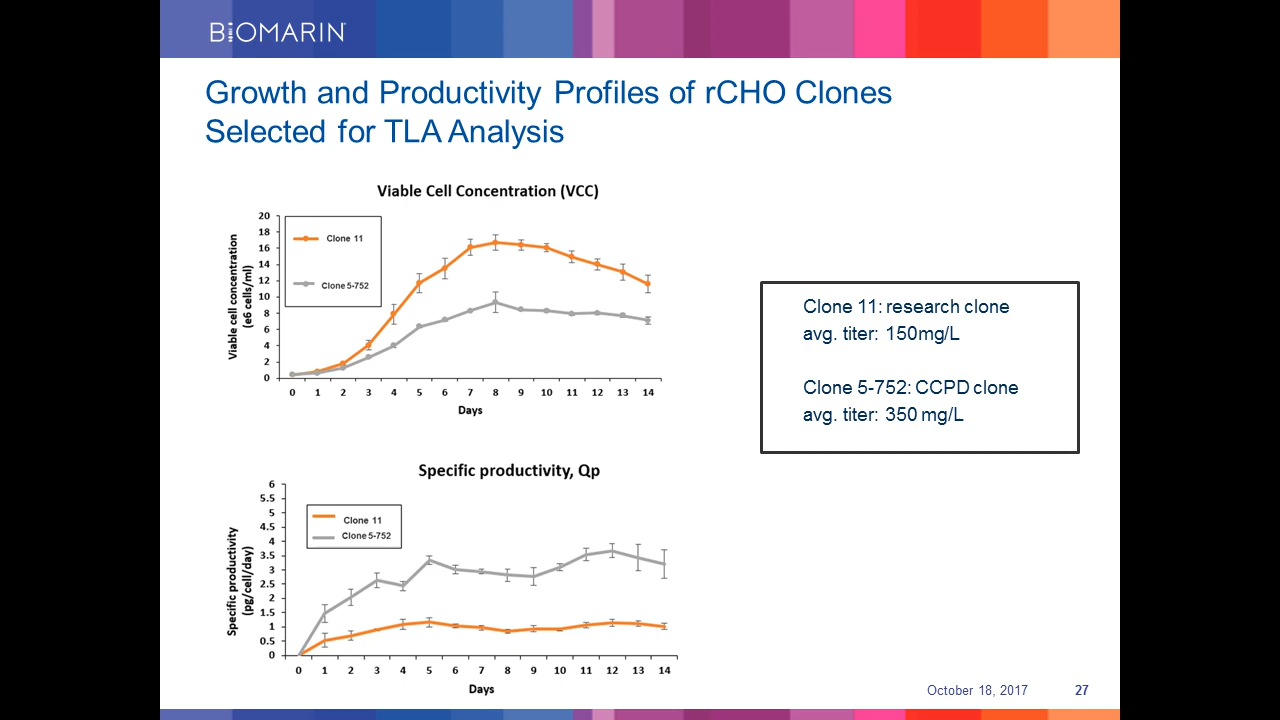 BIOMARIN
Growth and Productivity Profiles of rCHO Clones
Selected for TLA Analysis
Viable Cell Concentration (VCC)
Viable cell concentration
(e6 cells/ml)
20
18
16
14
12
10
8
6
4
2
0
Clone 11
Clone 5-752
0 1 2 3 4 5 6 7 8 9 10 11 12 13 14
Days
Clone 11: research clone
avg. titer: 150mg/L
Clone 5-752: CCPD clone
avg. titer: 350 mg/L
Specific productivity, Qp
Specific productivity
(pg/cell/day)
6
5.5
5
4.5
4
3.5
3
2.5
2
1.5
1
0.5
0
Clone 11
Clone 5-752
0 1 2 3 4 5 6 7 8 9 10 11 12 13 14
Days
October 18, 2017 27